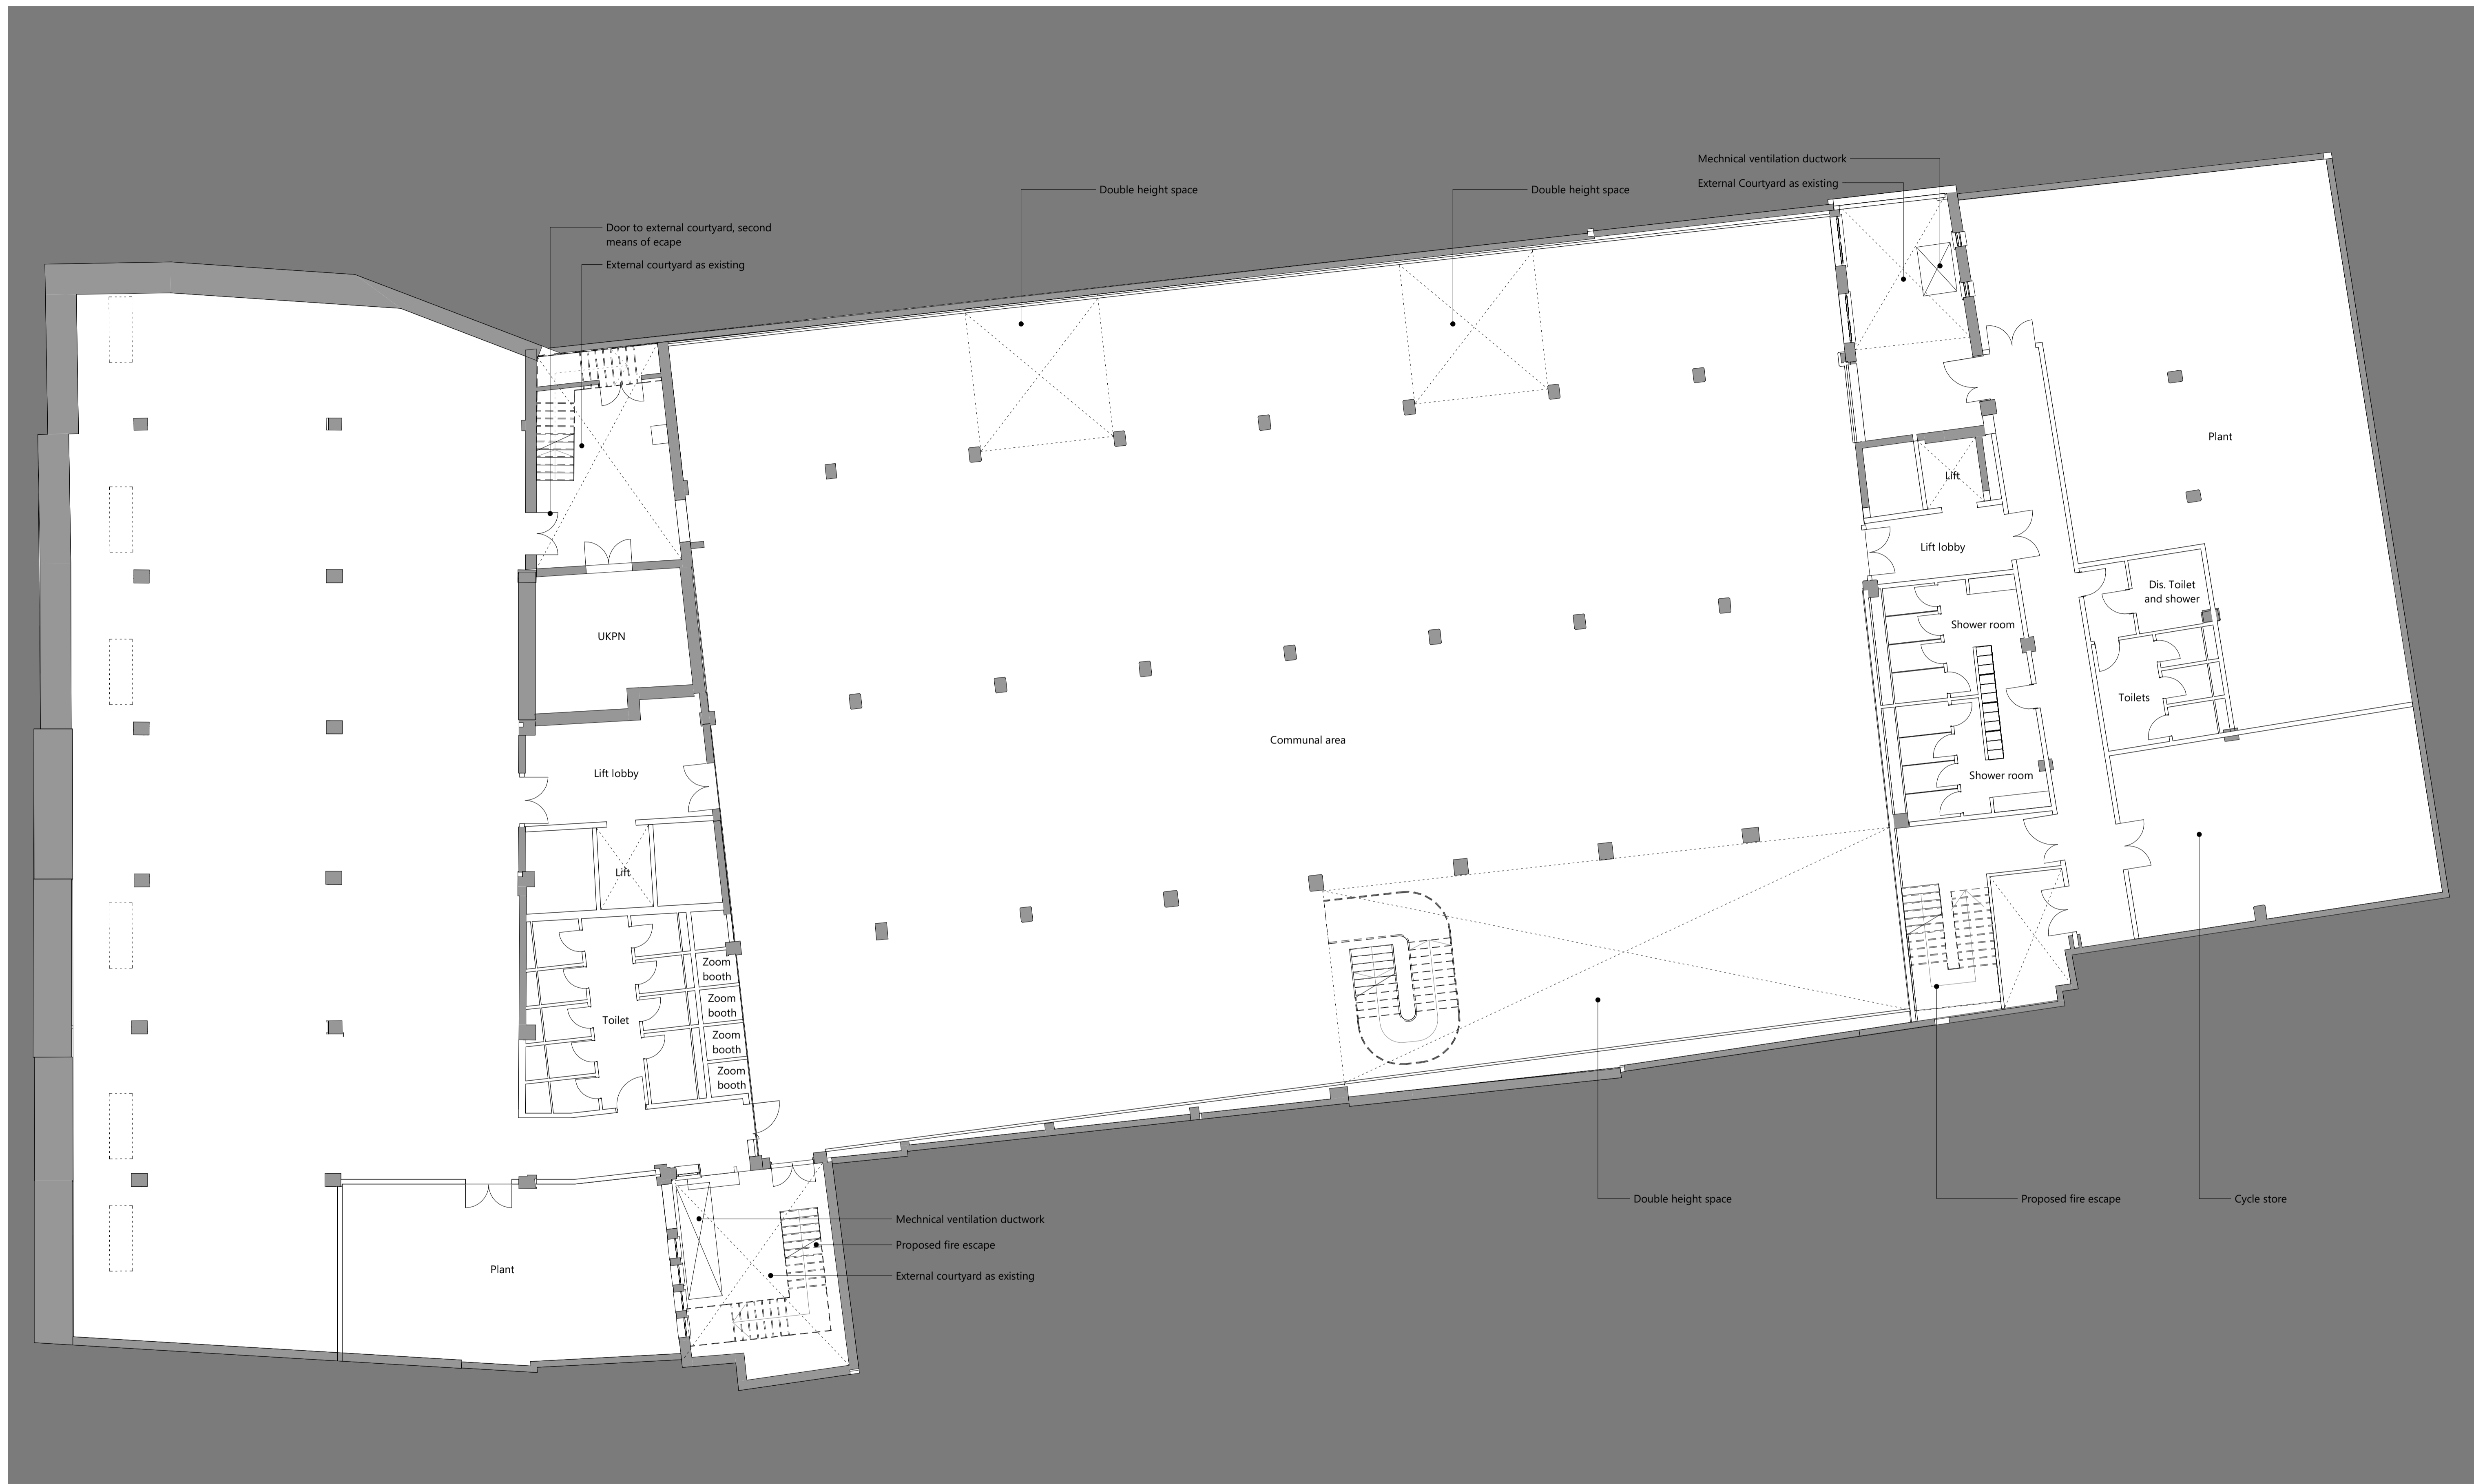 Mechnical ventilation ductwork
External Courtyard as existing
Double height space
Double height space
Door to external courtyard, second
means of ecape
External courtyard as existing
Plant
Lift
Lift lobby
Dis. Toilet
and shower
Shower room
UKPN
Toilets
Communal area
Lift lobby
Shower room
Lift
Zoom
booth
Zoom
booth
Toilet
Zoom
booth
Zoom
booth
Double height space
Proposed fire escape
Cycle store
Mechnical ventilation ductwork
Proposed fire escape
Plant
External courtyard as existing